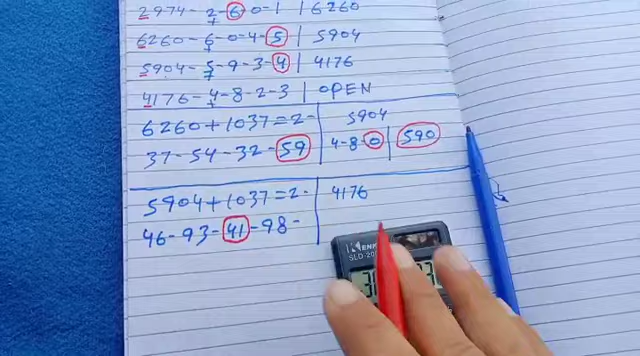 2974-2-6-0-1 | 6260
6260-6-0-4-5 | 5904
5904-5-9-3-4 | 4176
4176-4-8-2-3 | OPEN
6260+1037=2- | 5904
37-54-32-59 | 4-8-0 | 590
5904+1037=2- | 4176
46-93-41-98-
SLD-20